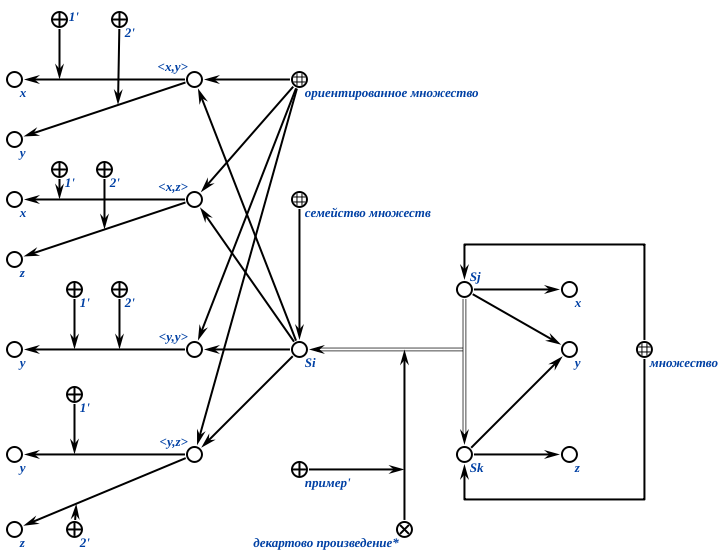 1'
2'
<x,y>
x
ориентированное множество
y
1'
2'
<x,z>
x
семейство множеств
z
Sj
1'
2'
x
<y,y>
y
Si
y
множество
1'
<y,z>
y
Sk
z
пример'
z
2'
декартово произведение*